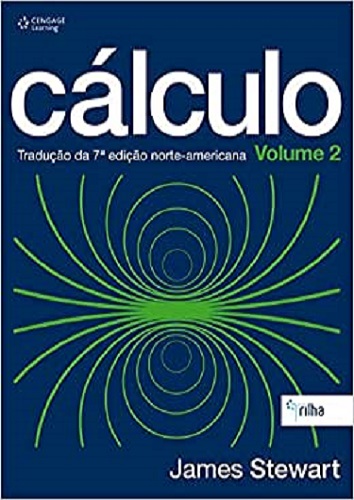 CENGAGE
Learning
cálculo
Tradução da 7ª edição norte-americana Volume 2
trilha
James Stewart